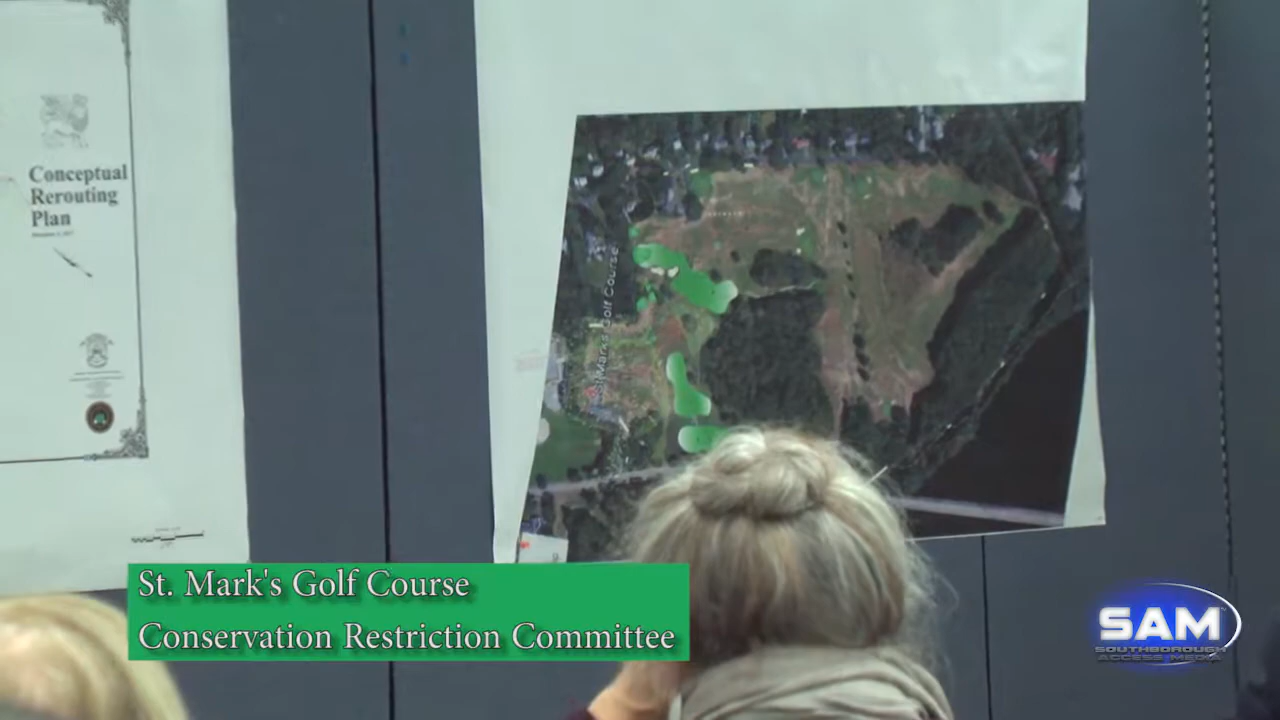 Conceptual
Rerouting
Plan
St. Mark's Golf Course
St. Mark's Golf Course
Conservation Restriction Committee
SAM
SOUTHBOROUGH
ACCESS MEDIA